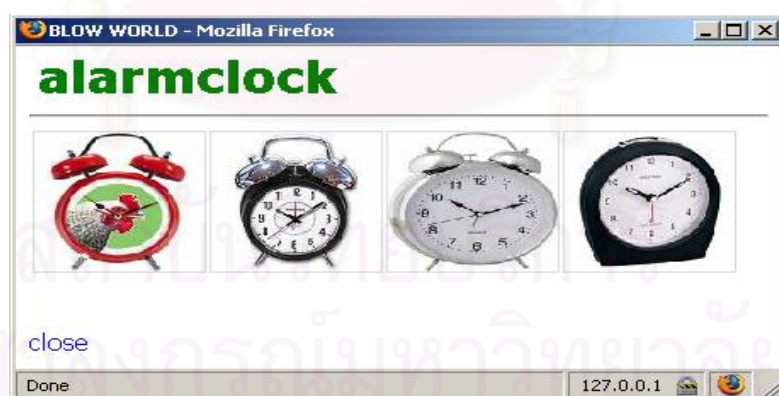 BLOW WORLD - Mozilla Firefox
alarmclock
close
Done
127.0.0.1